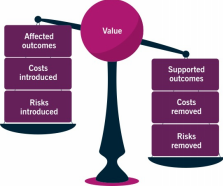 Value
Affected
outcomes
Costs
introduced
Risks
introduced
Supported
outcomes
Costs
removed
Risks
removed